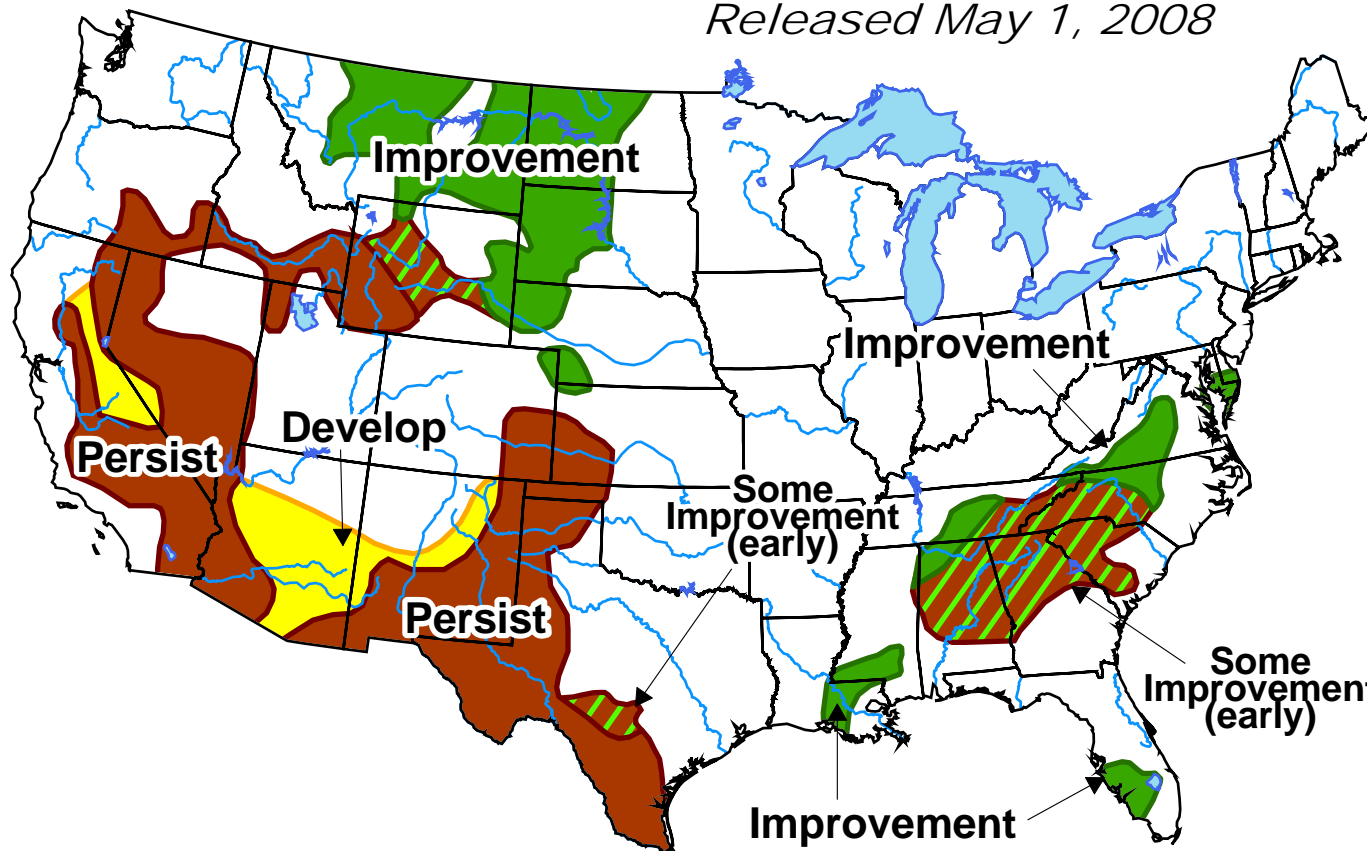 Released May 1, 2008
Improvement
Improvement
Develop
Persist
Some
Improvement
(early)
Persist
Some
Improvement
(early)
Improvement